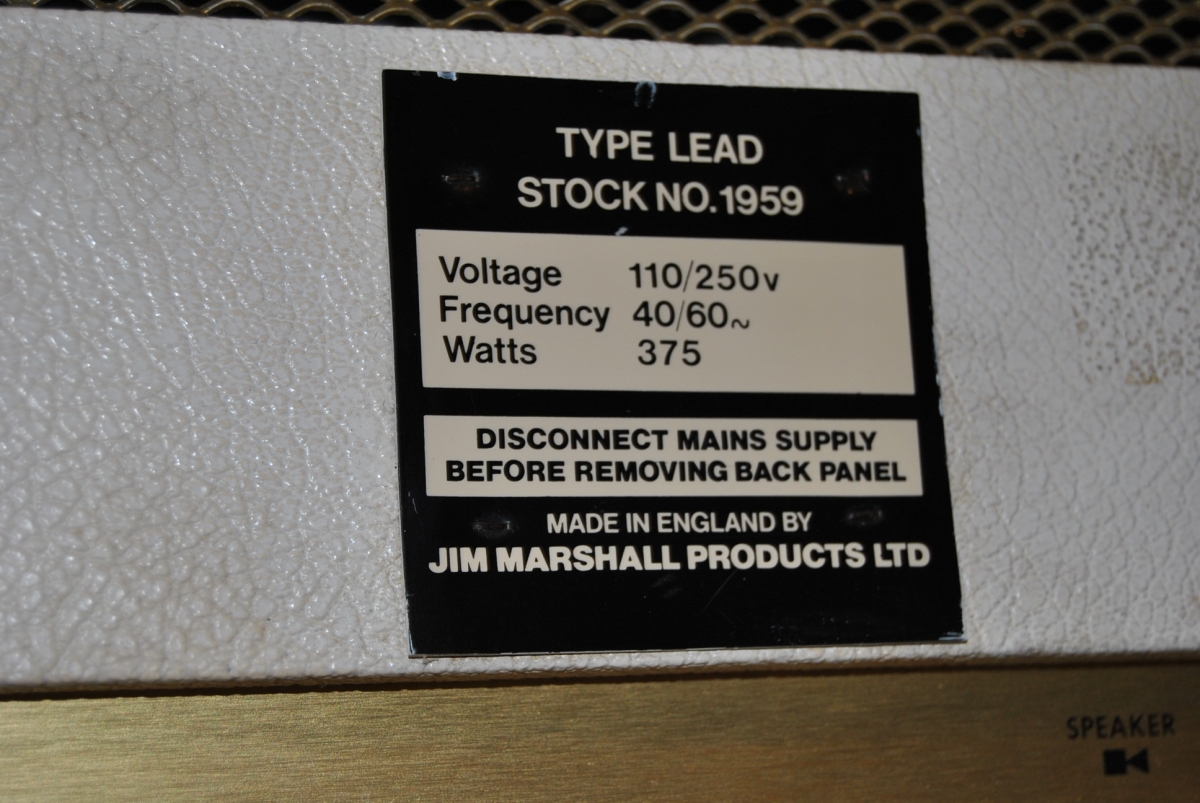 TYPE LEAD
STOCK NO. 1959
Voltage 110/250v
Frequency 40/60~
Watts 375
DISCONNECT MAINS SUPPLY
BEFORE REMOVING BACK PANEL
MADE IN ENGLAND BY
JIM MARSHALL PRODUCTS LTD
SPEAKER